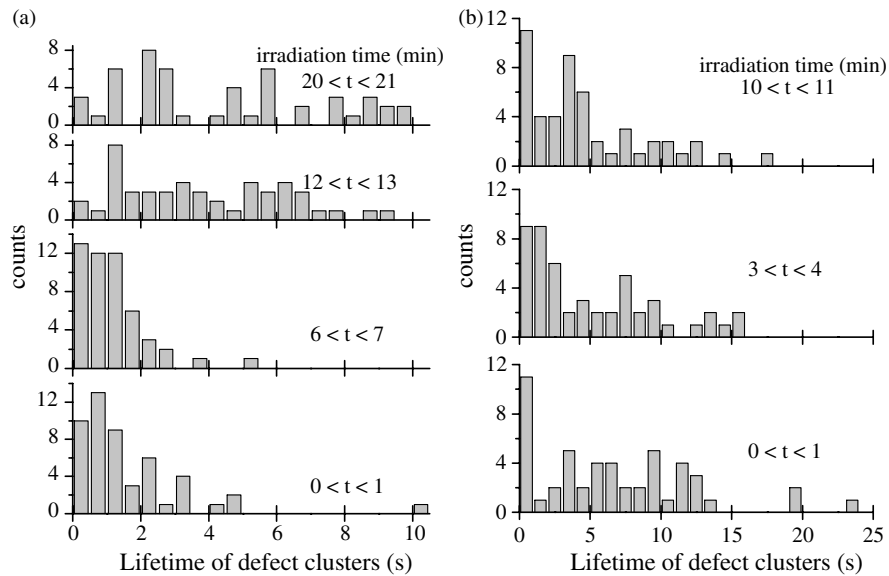 (a)
irradiation time (min)
20 < t < 21
8
4
0
12 < t < 13
8
4
0
counts
12
8
4
0
6 < t < 7
12
8
4
0
0 < t < 1
0 2 4 6 8 10
Lifetime of defect clusters (s)
(b)
12
8
4
0
irradiation time (min)
10 < t < 11
counts
12
8
4
0
3 < t < 4
12
8
4
0
0 < t < 1
0 5 10 15 20 25
Lifetime of defect clusters (s)